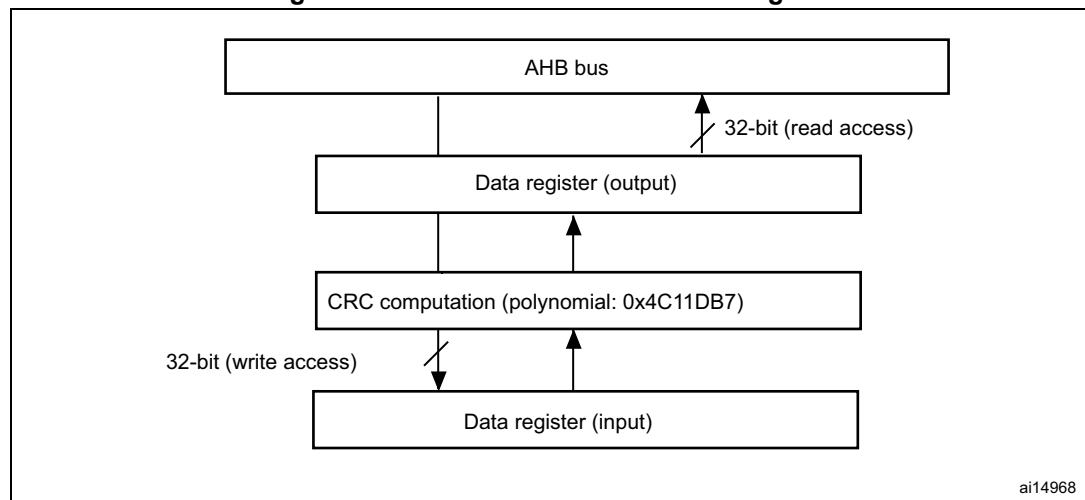 AHB bus
32-bit (read access)
Data register (output)
CRC computation (polynomial: 0x4C11DB7)
32-bit (write access)
Data register (input)
ai14968